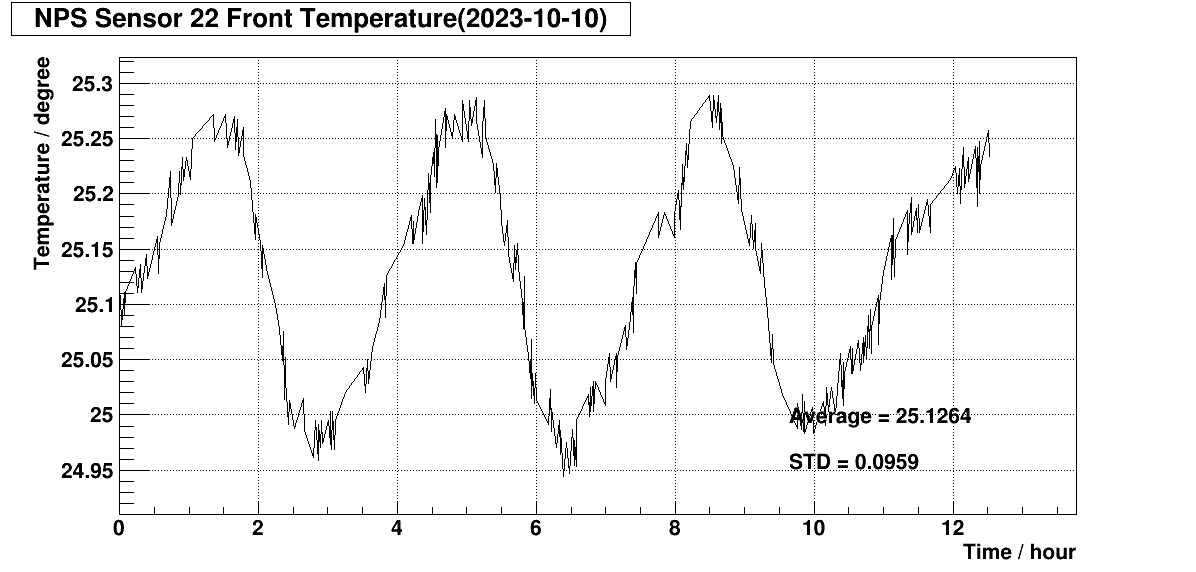 NPS Sensor 22 Front Temperature(2023-10-10)
Temperature / degree
25.3
25.25
25.2
25.15
25.1
25.05
25
24.95
Average = 25.1264
STD = 0.0959
0 2 4 6 8 10 12
Time / hour